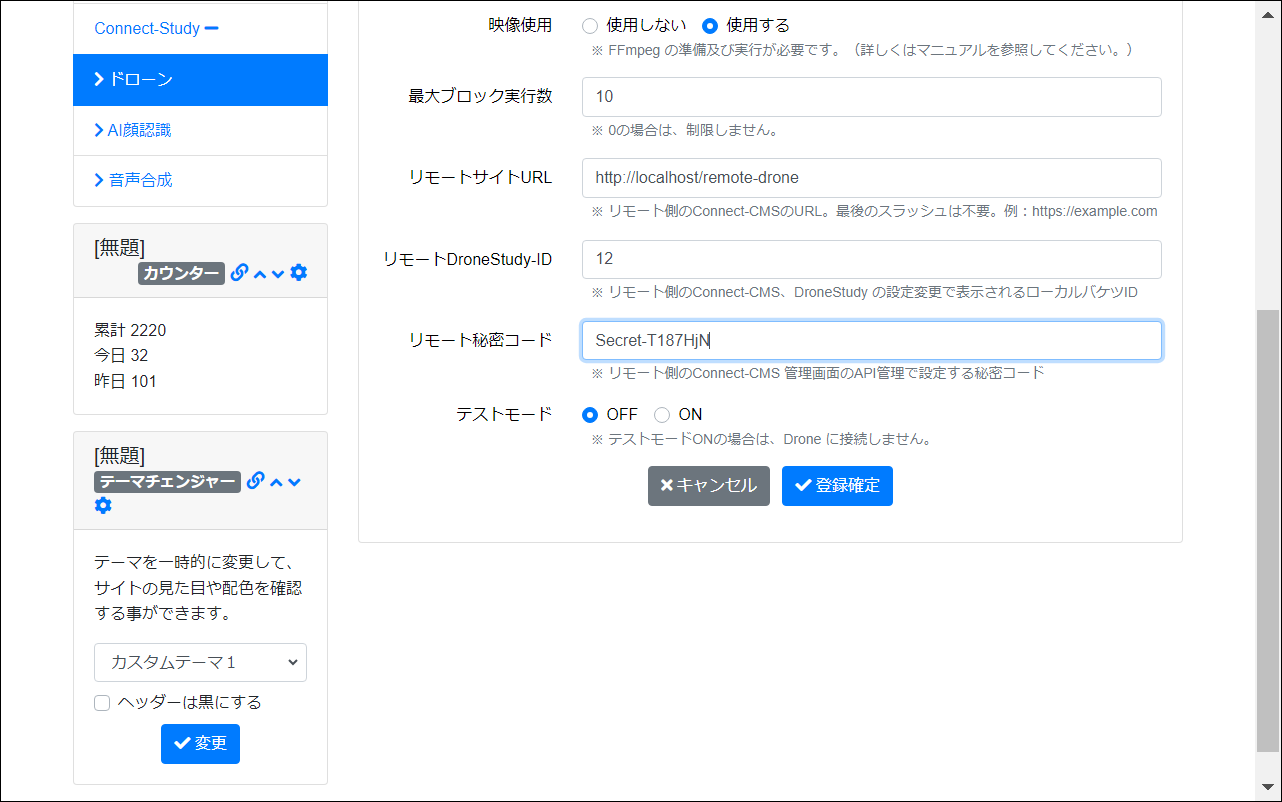 Connect-Study
ドローン
AI顔認識
音声合成
[無題]
カウンター
累計 2220
今日 32
昨日 101
[無題]
テーマチェンジャー
テーマを一時的に変更して、
サイトの見た目や配色を確認
する事ができます。
カスタムテーマ１
ヘッダーは黒にする
変更
映像使用 使用しない 使用する
※ FFmpeg の準備及び実行が必要です。（詳しくはマニュアルを参照してください。）
最大ブロック実行数 10
※ 0の場合は、制限しません。
リモートサイトURL http://localhost/remote-drone
※ リモート側のConnect-CMSのURL。最後のスラッシュは不要。例：https://example.com
リモートDroneStudy-ID 12
※ リモート側のConnect-CMS、DroneStudy の設定変更で表示されるローカルバケツID
リモート秘密コード Secret-T187HjN
※ リモート側のConnect-CMS 管理画面のAPI管理で設定する秘密コード
テストモード OFF ON
※ テストモードONの場合は、Drone に接続しません。
キャンセル 登録確定